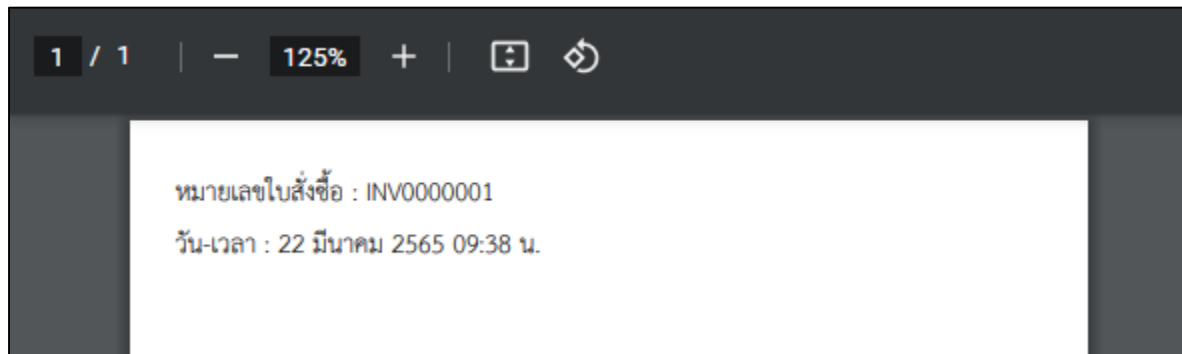 1 / 1 | − 125% + |
หมายเลขใบสั่งซื้อ : INV0000001
วัน-เวลา : 22 มีนาคม 2565 09:38 น.